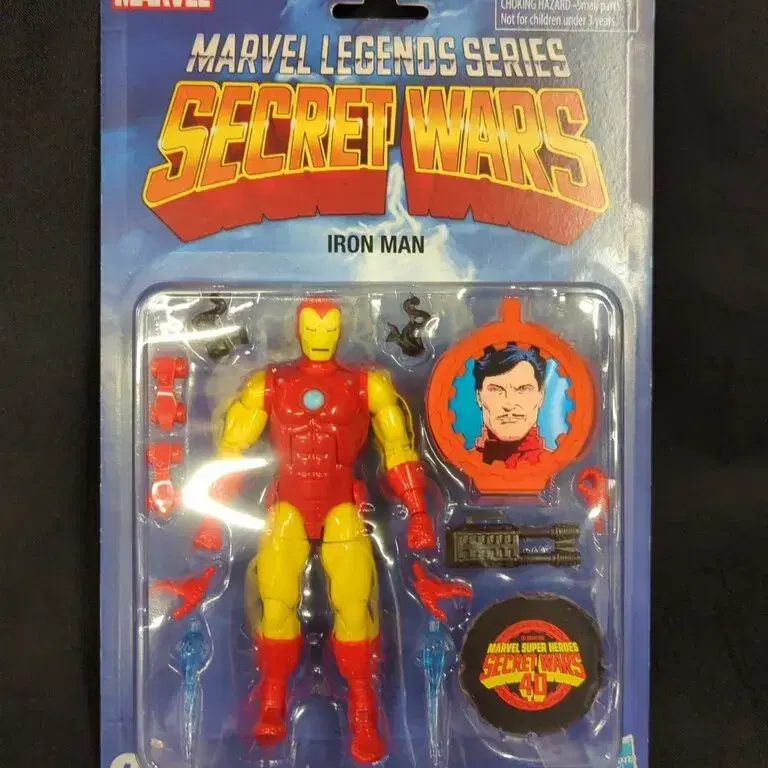 MARVEL
CHOKING HAZARD –Small parts.
Not for children under 3 years.
MARVEL LEGENDS SERIES
SECRET WARS
IRON MAN
MARVEL SUPER HEROES
SECRET WARS
40